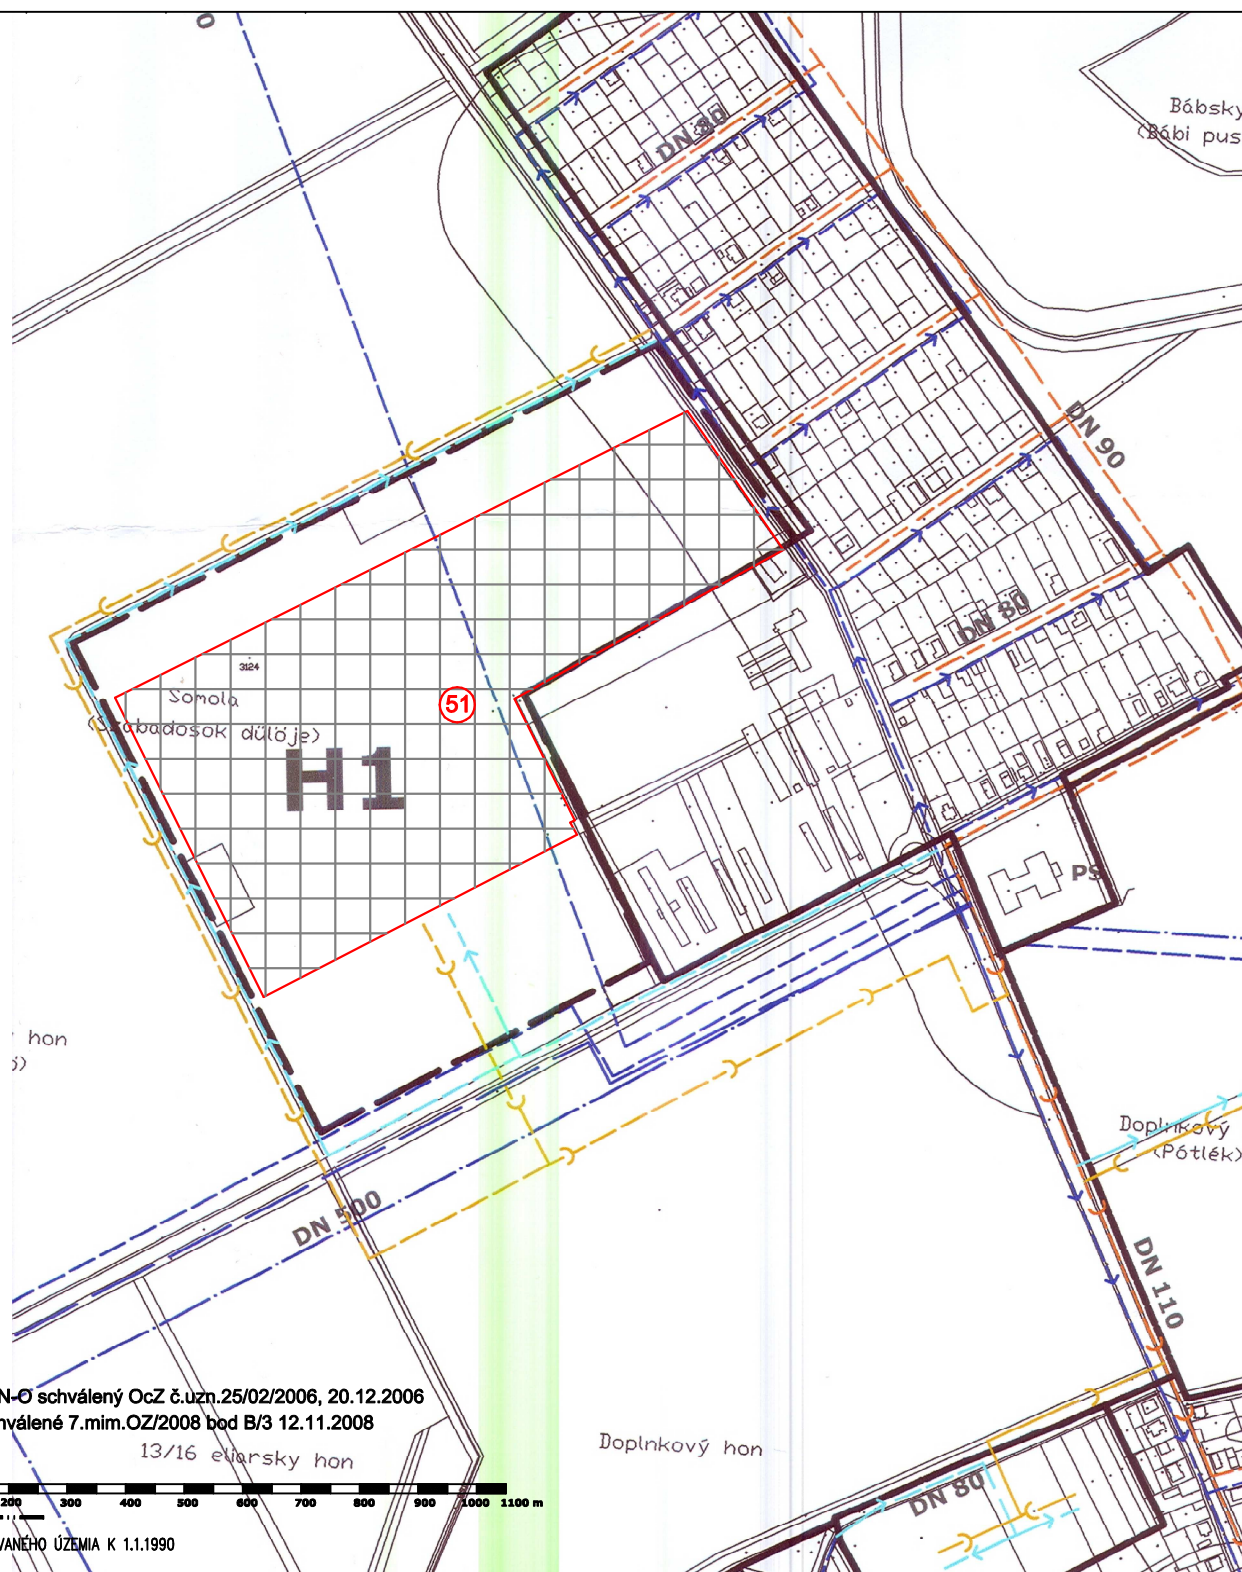 0
Bábsky
(Bábi pus
DN 80
DN 90
DN 80
3124
Somola
(Szabadosok dűlője)
51
H1
PS
hon
Doplnkový
(Pótlék)
DN 500
DN 110
N-O schválený OcZ č.uzn.25/02/2006, 20.12.2006
hválené 7.mim.OZ/2008 bod B/3 12.11.2008
13/16 eliarsky hon
Doplnkový hon
DN 80
200 300 400 500 600 700 800 900 1000 1100 m
VANÉHO ÚZEMIA K 1.1.1990